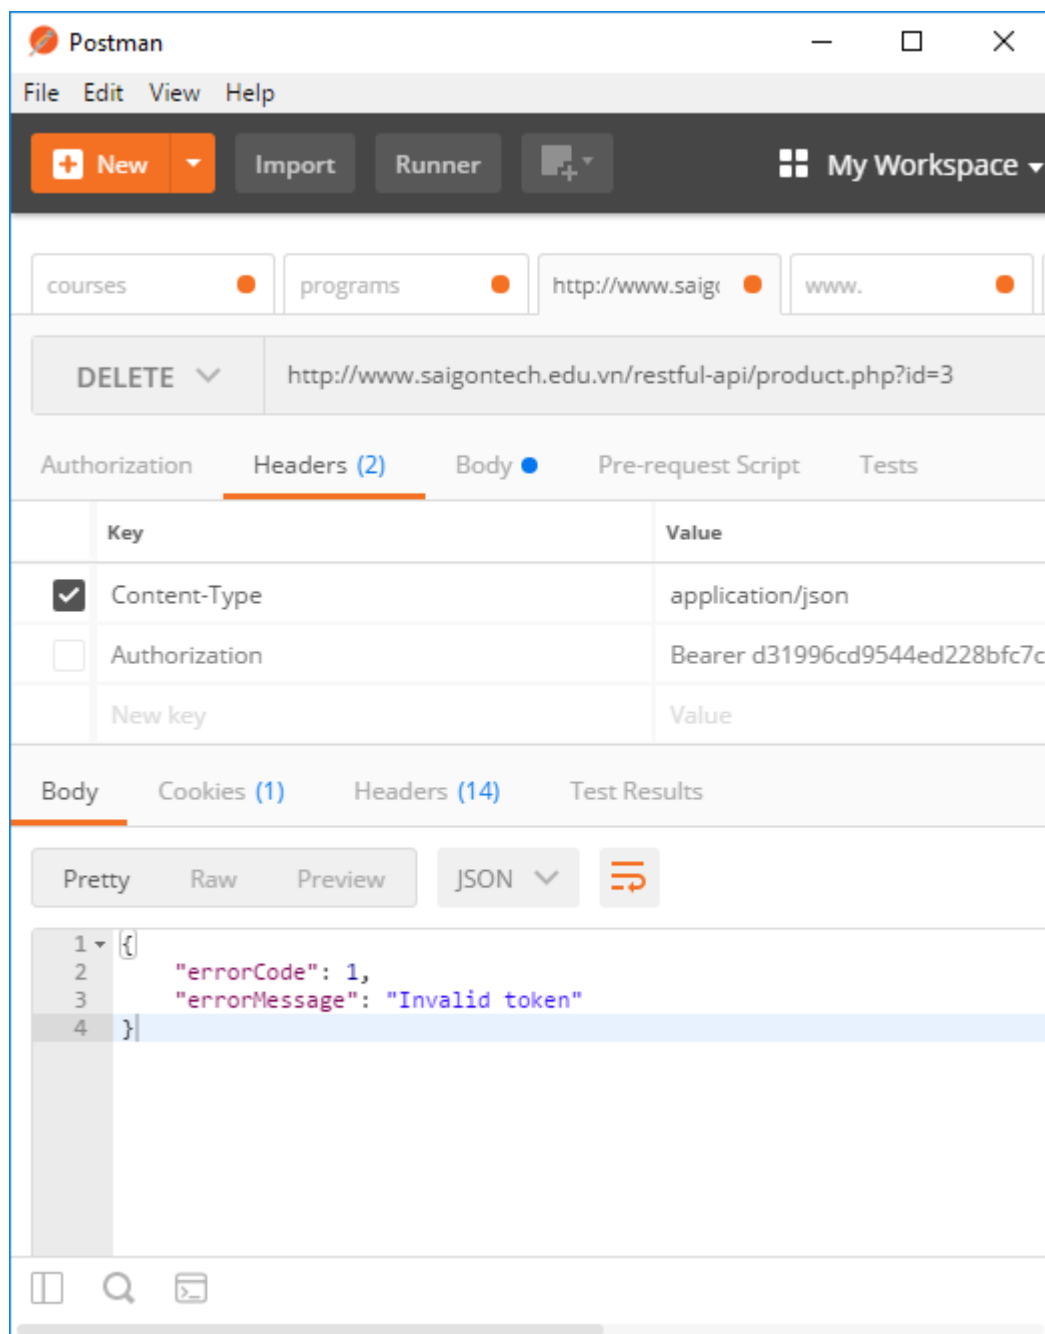 Postman
File Edit View Help
New Import Runner My Workspace
courses programs http://www.saig www.
DELETE http://www.saigontech.edu.vn/restful-api/product.php?id=3
Authorization Headers (2) Body Pre-request Script Tests
Key Value
Content-Type application/json
Authorization Bearer d31996cd9544ed228bfc7c
New key Value
Body Cookies (1) Headers (14) Test Results
Pretty Raw Preview JSON
1 {
2 "errorCode": 1,
3 "errorMessage": "Invalid token"
4 }